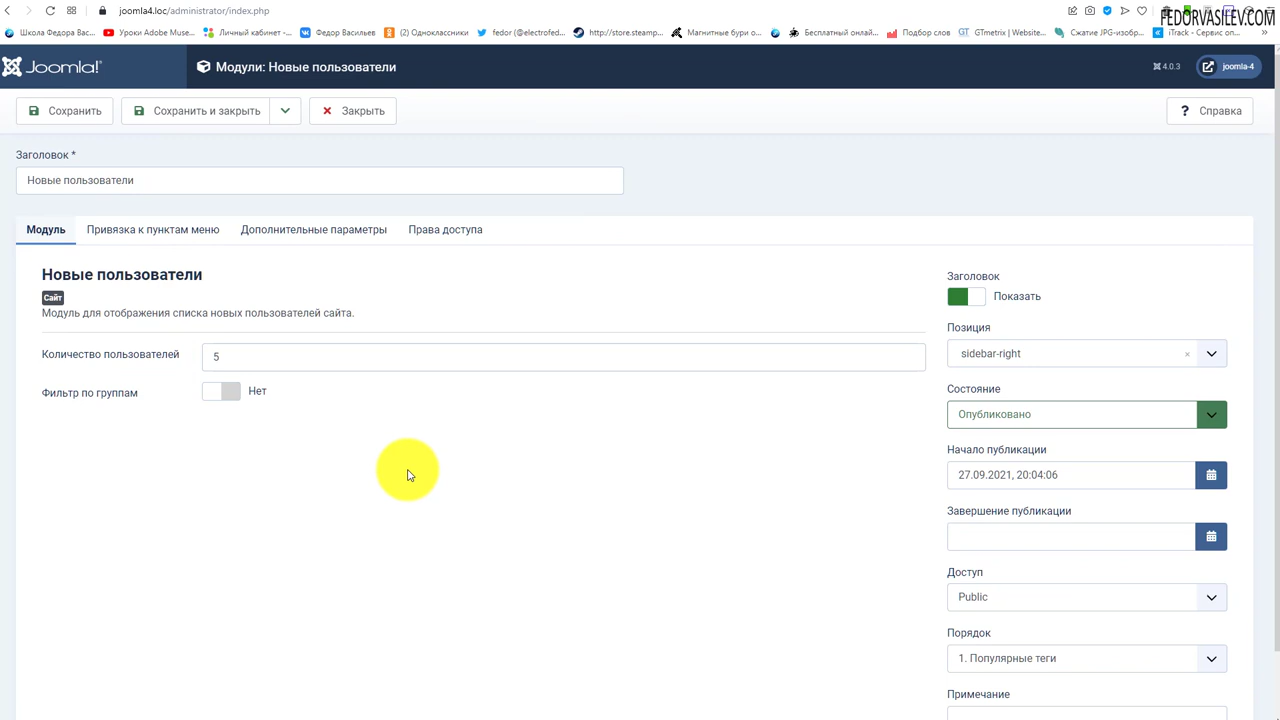 joomla4.loc/administrator/index.php
FEDORVASILEV.COM
Школа Федора Вас...
Уроки Adobe Muse...
Личный кабинет -...
Федор Васильев
(2) Одноклассники
fedor (@electrofed...
http://store.steamp...
Магнитные бури о...
Бесплатный онлай...
Подбор слов
GTmetrix | Website...
Сжатие JPG-изобр...
iTrack - Сервис оп...
Joomla!
Модули: Новые пользователи
4.0.3
joomla-4
Сохранить
Сохранить и закрыть
Закрыть
? Справка
Заголовок *
Новые пользователи
Модуль
Привязка к пунктам меню
Дополнительные параметры
Права доступа
Новые пользователи
Сайт
Модуль для отображения списка новых пользователей сайта.
Количество пользователей
5
Фильтр по группам
Нет
Заголовок
Показать
Позиция
sidebar-right
Состояние
Опубликовано
Начало публикации
27.09.2021, 20:04:06
Завершение публикации
Доступ
Public
Порядок
1. Популярные теги
Примечание